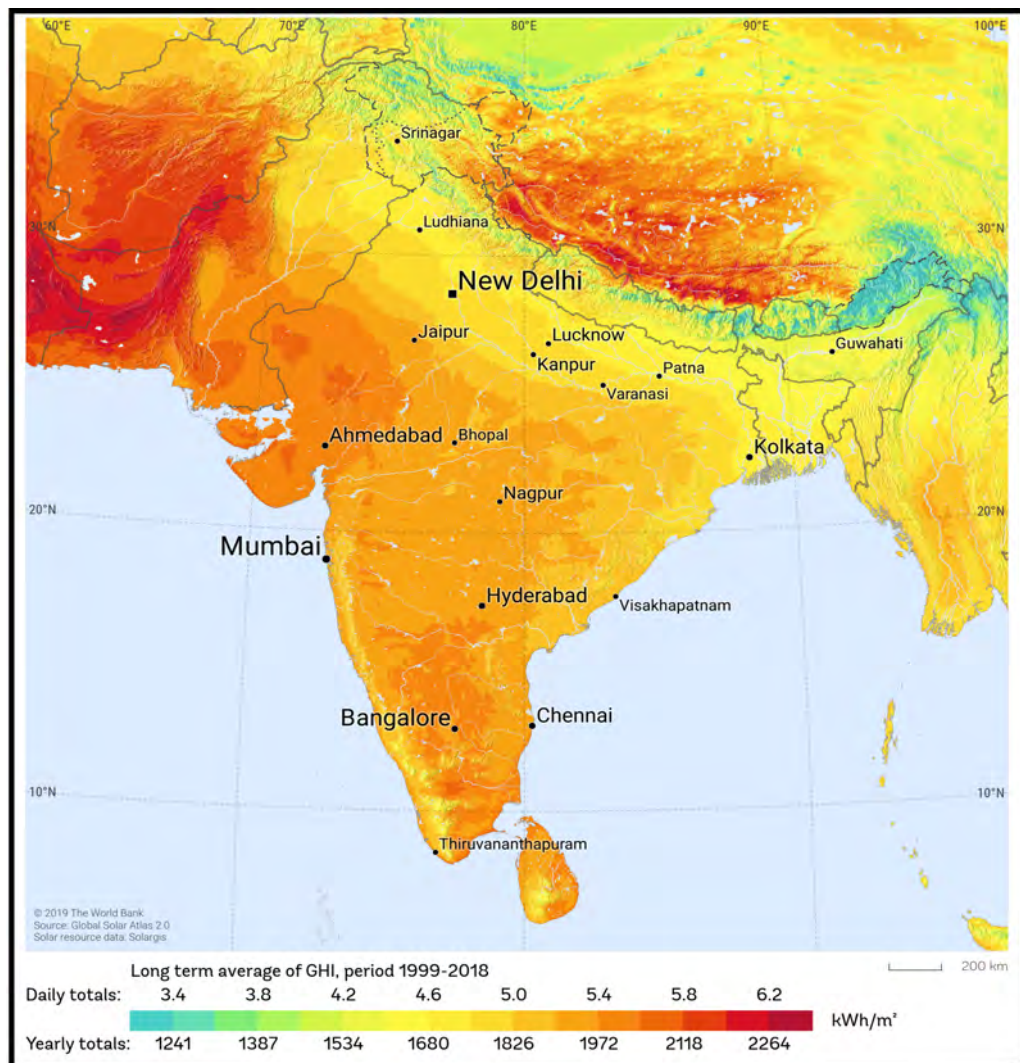 60°E 70°E 80°E 90°E 100°E
Srinagar
Ludhiana
30°N 30°N
New Delhi
Jaipur
Lucknow
Kanpur
Guwahati
Patna
Varanasi
Ahmedabad
Bhopal
Kolkata
Nagpur
20°N 20°N
Mumbai
Hyderabad
Visakhapatnam
Bangalore
Chennai
10°N 10°N
Thiruvananthapuram
© 2019 The World Bank
Source: Global Solar Atlas 2.0
Solar resource data: Solargis
Long term average of GHI, period 1999-2018
200 km
Daily totals: 3.4 3.8 4.2 4.6 5.0 5.4 5.8 6.2
kWh/m²
Yearly totals: 1241 1387 1534 1680 1826 1972 2118 2264